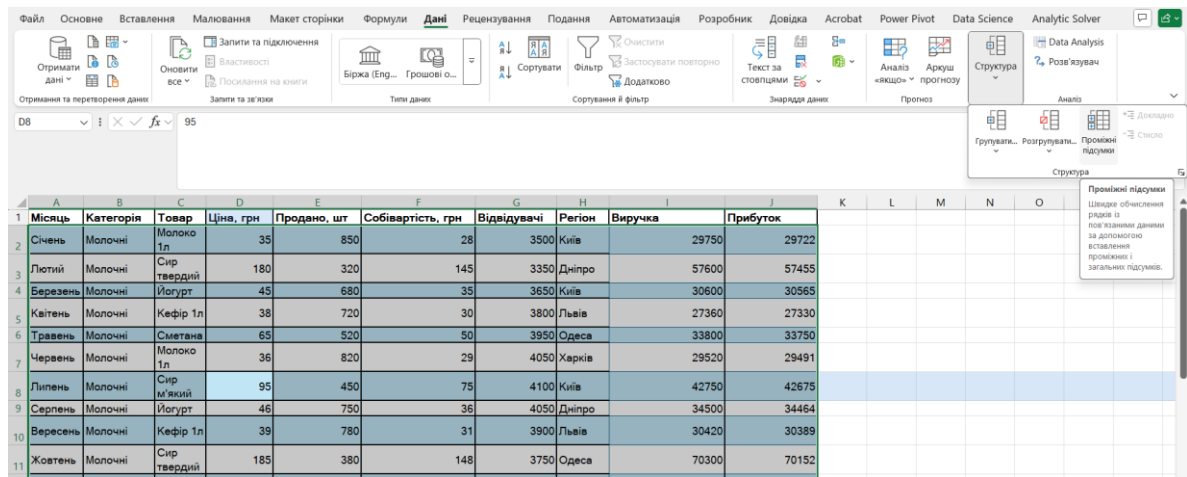 Файл Основне Вставлення Малювання Макет сторінки Формули Дані Рецензування Подання Автоматизація Розробник Довідка Acrobat Power Pivot Data Science Analytic Solver
Отримати дані
Оновити все
Запити та підключення
Властивості
Посилання на книги
Біржа (Eng... Грошові о...
Сортувати
Фільтр
Очистити
Застосувати повторно
Додатково
Текст за стовпцями
Аналіз «якщо»
Аркуш прогнозу
Структура
Data Analysis
Розв'язувач
Отримання та перетворення даних Запити та зв'язки Типи даних Сортування й фільтр Знаряддя даних Прогноз Аналіз
Групувати... Розгрупувати... Проміжні підсумки
Докладно
Стисло
Структура
D8 fx 95
Проміжні підсумки
Швидке обчислення
рядків із
пов'язаними даними
за допомогою
вставлення
проміжних і
загальних підсумків.
A B C D E F G H I J K L M N O
1 Місяць Категорія Товар Ціна, грн Продано, шт Собівартість, грн Відвідувачі Регіон Виручка Прибуток
2 Січень Молочні Молоко 1л 35 850 28 3500 Київ 29750 29722
3 Лютий Молочні Сир твердий 180 320 145 3350 Дніпро 57600 57455
4 Березень Молочні Йогурт 45 680 35 3650 Київ 30600 30565
5 Квітень Молочні Кефір 1л 38 720 30 3800 Львів 27360 27330
6 Травень Молочні Сметана 65 520 50 3950 Одеса 33800 33750
7 Червень Молочні Молоко 1л 36 820 29 4050 Харків 29520 29491
8 Липень Молочні Сир м'який 95 450 75 4100 Київ 42750 42675
9 Серпень Молочні Йогурт 46 750 36 4050 Дніпро 34500 34464
10 Вересень Молочні Кефір 1л 39 780 31 3900 Львів 30420 30389
11 Жовтень Молочні Сир твердий 185 380 148 3750 Одеса 70300 70152